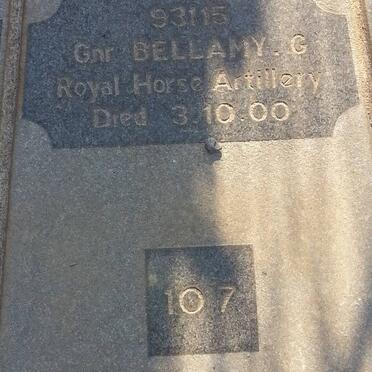 93115
Gnr BELLAMY. G
Royal Horse Artillery
Died 3.10.00
107